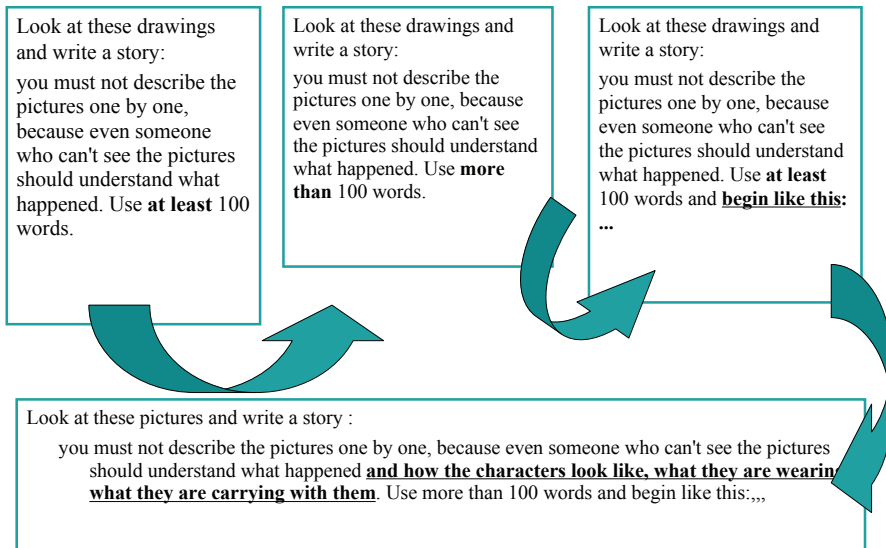 Look at these drawings
and write a story:
you must not describe the
pictures one by one,
because even someone
who can't see the pictures
should understand what
happened. Use at least 100
words.
Look at these drawings and
write a story:
you must not describe the
pictures one by one, because
even someone who can't see
the pictures should understand
what happened. Use more
than 100 words.
Look at these drawings and
write a story:
you must not describe the
pictures one by one, because
even someone who can't see
the pictures should understand
what happened. Use at least
100 words and begin like this:
...
Look at these pictures and write a story :
you must not describe the pictures one by one, because even someone who can't see the pictures
should understand what happened and how the characters look like, what they are wearing
what they are carrying with them. Use more than 100 words and begin like this:,,,